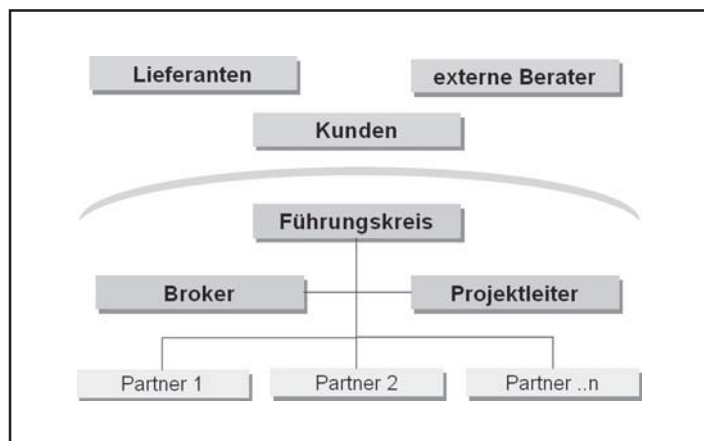 Lieferanten
externe Berater
Kunden
Führungskreis
Broker
Projektleiter
Partner 1
Partner 2
Partner ..n